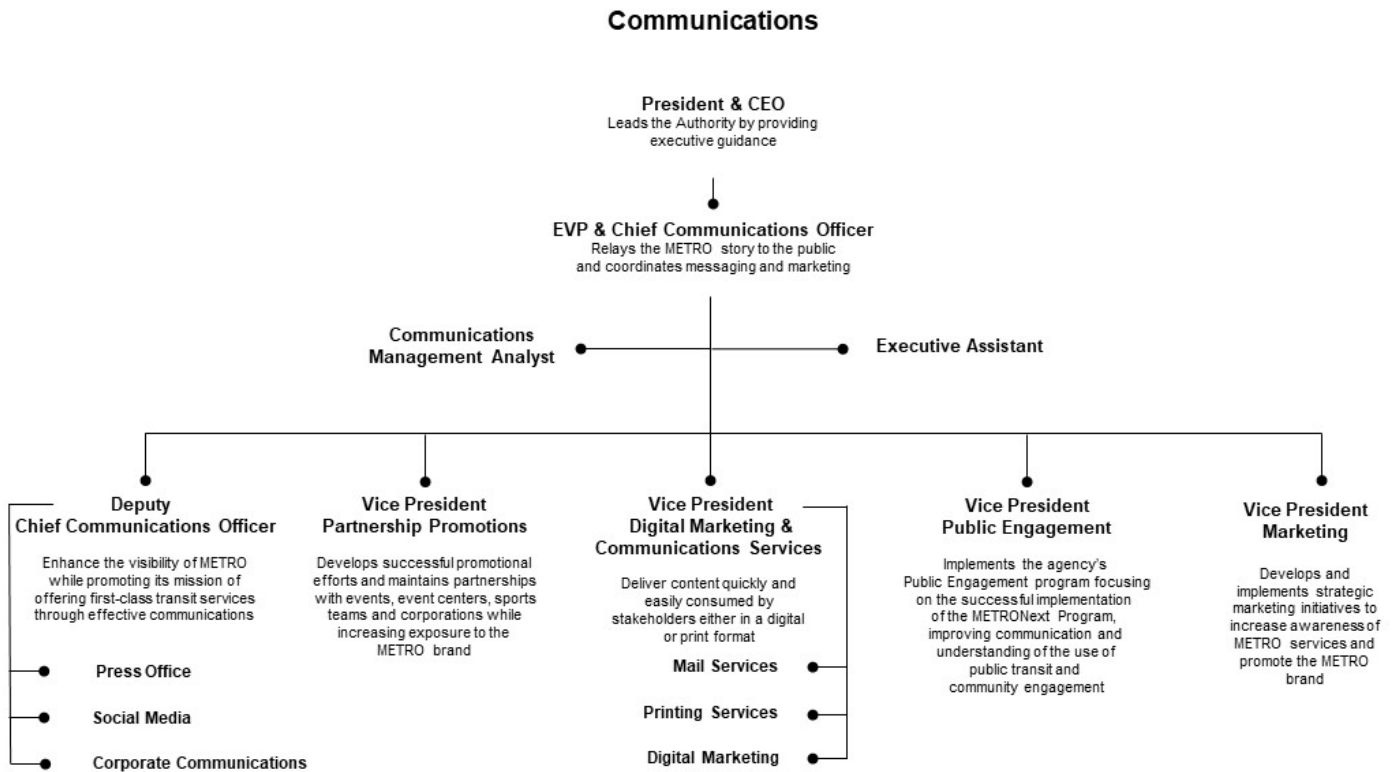 Communications
President & CEO
Leads the Authority by providing
executive guidance
EVP & Chief Communications Officer
Relays the METRO story to the public
and coordinates messaging and marketing
Communications
Management Analyst
Executive Assistant
Deputy
Chief Communications Officer
Enhance the visibility of METRO
while promoting its mission of
offering first-class transit services
through effective communications
Press Office
Social Media
Corporate Communications
Vice President
Partnership Promotions
Develops successful promotional
efforts and maintains partnerships
with events, event centers, sports
teams and corporations while
increasing exposure to the
METRO brand
Vice President
Digital Marketing &
Communications Services
Deliver content quickly and
easily consumed by
stakeholders either in a digital
or print format
Mail Services
Printing Services
Digital Marketing
Vice President
Public Engagement
Implements the agency's
Public Engagement program focusing
on the successful implementation
of the METRONext Program,
improving communication and
understanding of the use of
public transit and
community engagement
Vice President
Marketing
Develops and
implements strategic
marketing initiatives to
increase awareness of
METRO services and
promote the METRO
brand